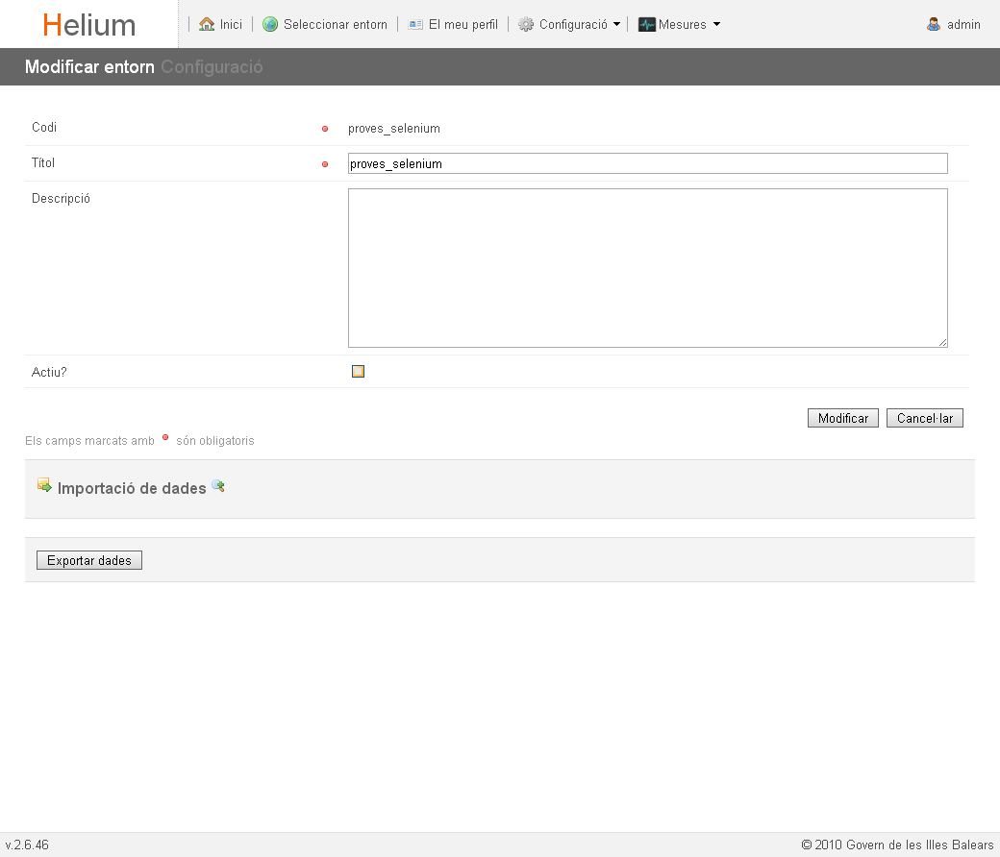 Helium
Inici Seleccionar entorn El meu perfil Configuració Mesures admin
Modificar entorn Configuració
Codi proves_selenium
Títol proves_selenium
Descripció
Actiu?
Modificar Cancel·lar
Els camps marcats amb són obligatoris
Importació de dades
Exportar dades
v.2.6.46 © 2010 Govern de les Illes Balears